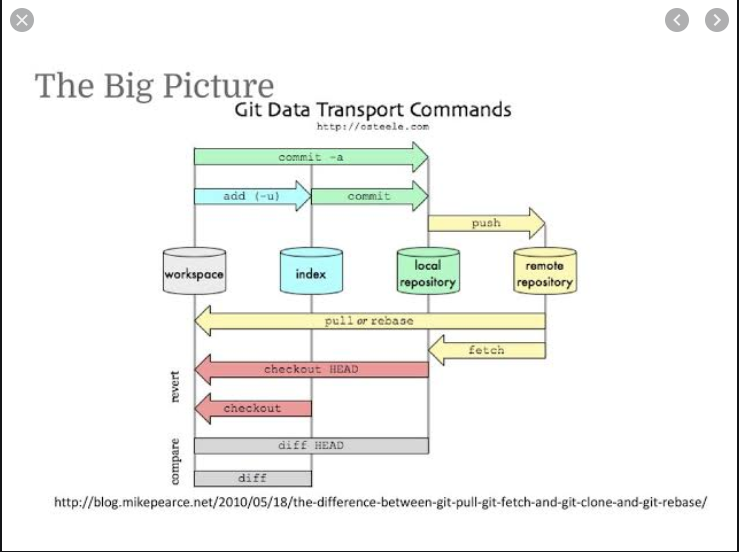 The Big Picture
Git Data Transport Commands
http://osteele.com
commit -a
add (-u)
commit
push
workspace
index
local
repository
remote
repository
pull or rebase
fetch
revert
checkout HEAD
checkout
compare
diff HEAD
diff
http://blog.mikepearce.net/2010/05/18/the-difference-between-git-pull-git-fetch-and-git-clone-and-git-rebase/